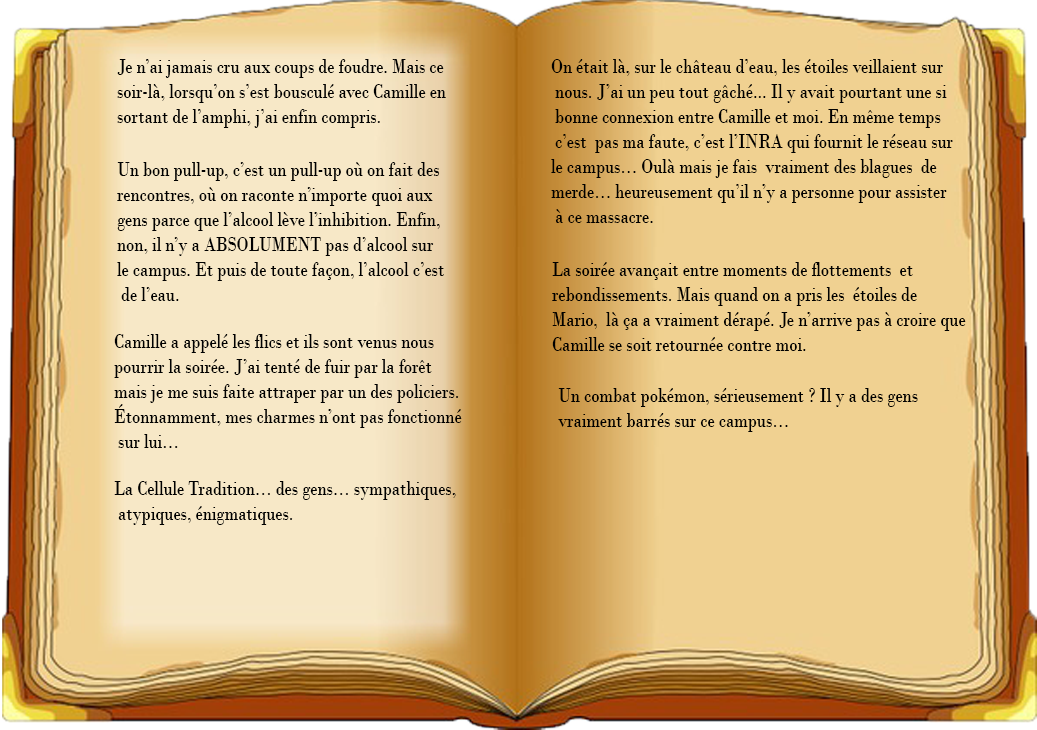 Je n'ai jamais cru aux coups de foudre. Mais ce
soir-là, lorsqu'on s'est bousculé avec Camille en
sortant de l'amphi, j'ai enfin compris.
Un bon pull-up, c'est un pull-up où on fait des
rencontres, où on raconte n'importe quoi aux
gens parce que l'alcool lève l'inhibition. Enfin,
non, il n'y a ABSOLUMENT pas d'alcool sur
le campus. Et puis de toute façon, l'alcool c'est
de l'eau.
Camille a appelé les flics et ils sont venus nous
pourrir la soirée. J'ai tenté de fuir par la forêt
mais je me suis faite attraper par un des policiers.
Étonnamment, mes charmes n'ont pas fonctionné
sur lui…
La Cellule Tradition… des gens… sympathiques,
atypiques, énigmatiques.
On était là, sur le château d'eau, les étoiles veillaient sur
nous. J'ai un peu tout gâché... Il y avait pourtant une si
bonne connexion entre Camille et moi. En même temps
c'est pas ma faute, c'est l'INRA qui fournit le réseau sur
le campus… Oulà mais je fais vraiment des blagues de
merde… heureusement qu'il n'y a personne pour assister
à ce massacre.
La soirée avançait entre moments de flottements et
rebondissements. Mais quand on a pris les étoiles de
Mario, là ça a vraiment dérapé. Je n'arrive pas à croire que
Camille se soit retournée contre moi.
Un combat pokémon, sérieusement ? Il y a des gens
vraiment barrés sur ce campus…